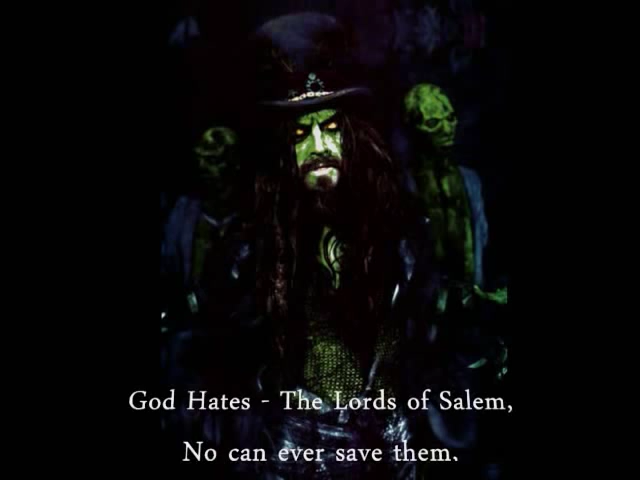 God Hates - The Lords of Salem,
No can ever save them.